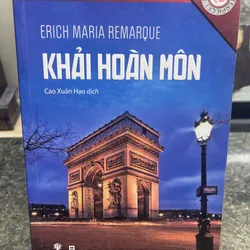 ERICH MARIA REMARQUE
KHẢI HOÀN MÔN
Cao Xuân Hạo dịch